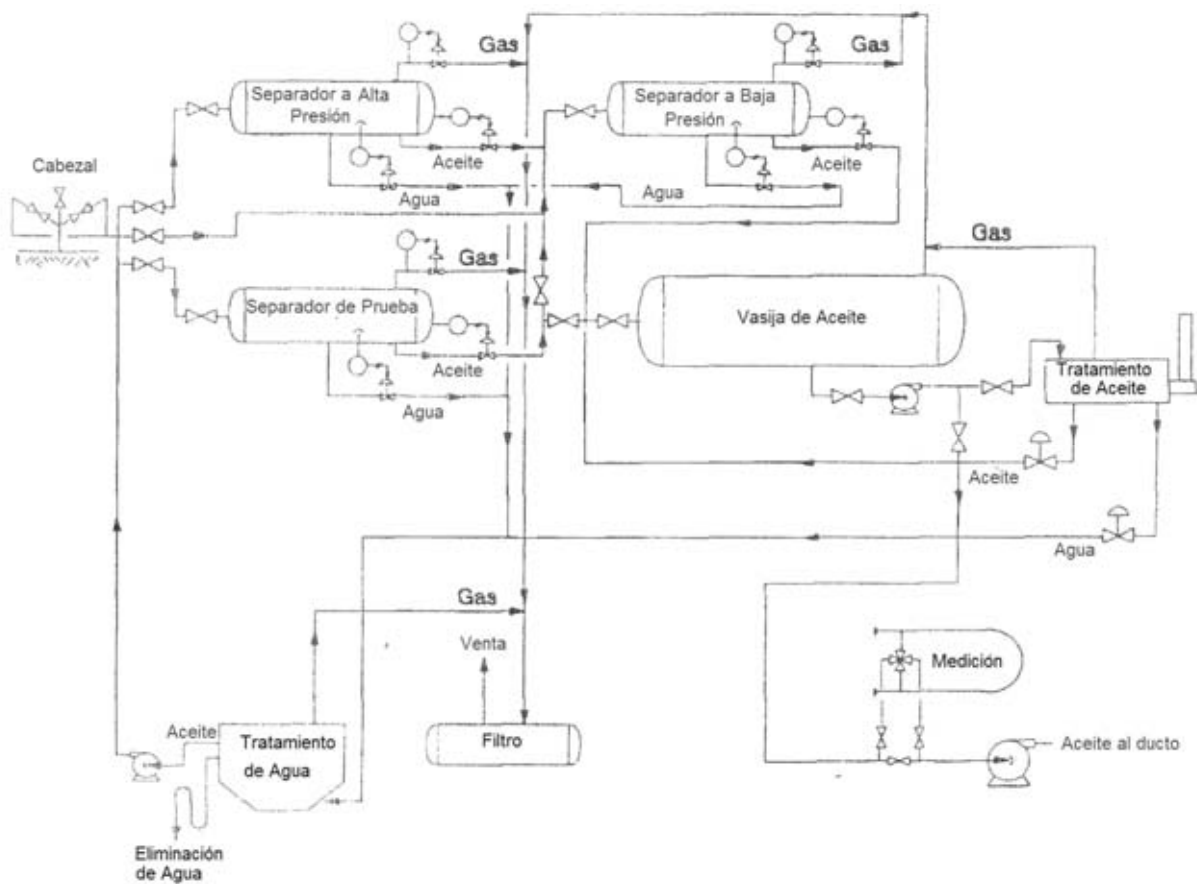 Gas
Gas
Separador a Alta
Presión
Separador a Baja
Presión
Cabezal
Aceite
Aceite
Agua
Agua
Gas
Gas
Separador de Prueba
Vasija de Aceite
Aceite
Tratamiento
de Aceite
Agua
Aceite
Agua
Gas
Venta
Medición
Aceite
Tratamiento
de Agua
Filtro
Aceite al ducto
Eliminación
de Agua